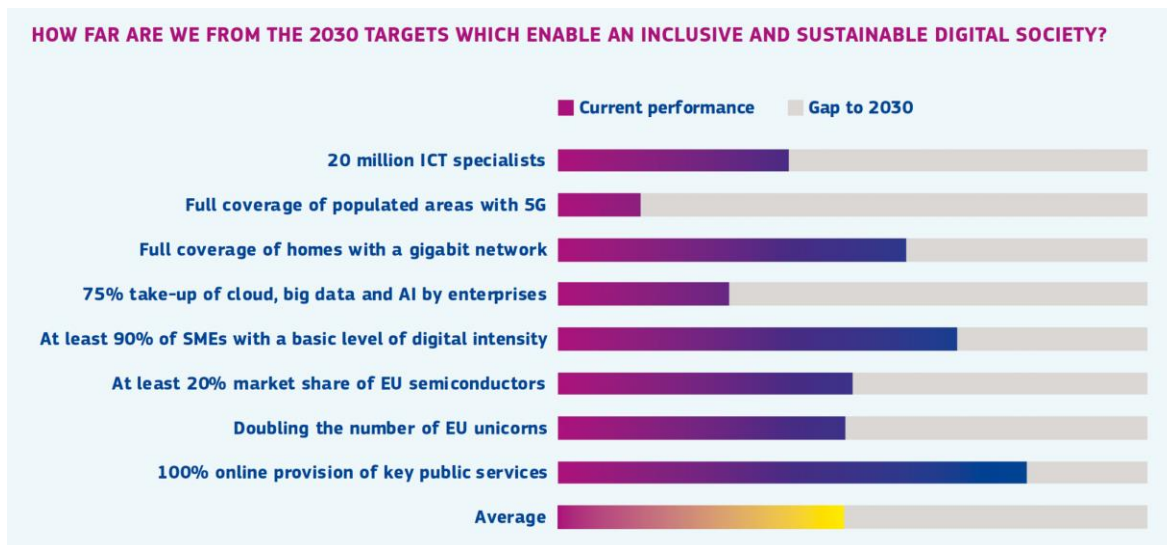 HOW FAR ARE WE FROM THE 2030 TARGETS WHICH ENABLE AN INCLUSIVE AND SUSTAINABLE DIGITAL SOCIETY?
Current performance Gap to 2030
20 million ICT specialists
Full coverage of populated areas with 5G
Full coverage of homes with a gigabit network
75% take-up of cloud, big data and AI by enterprises
At least 90% of SMEs with a basic level of digital intensity
At least 20% market share of EU semiconductors
Doubling the number of EU unicorns
100% online provision of key public services
Average